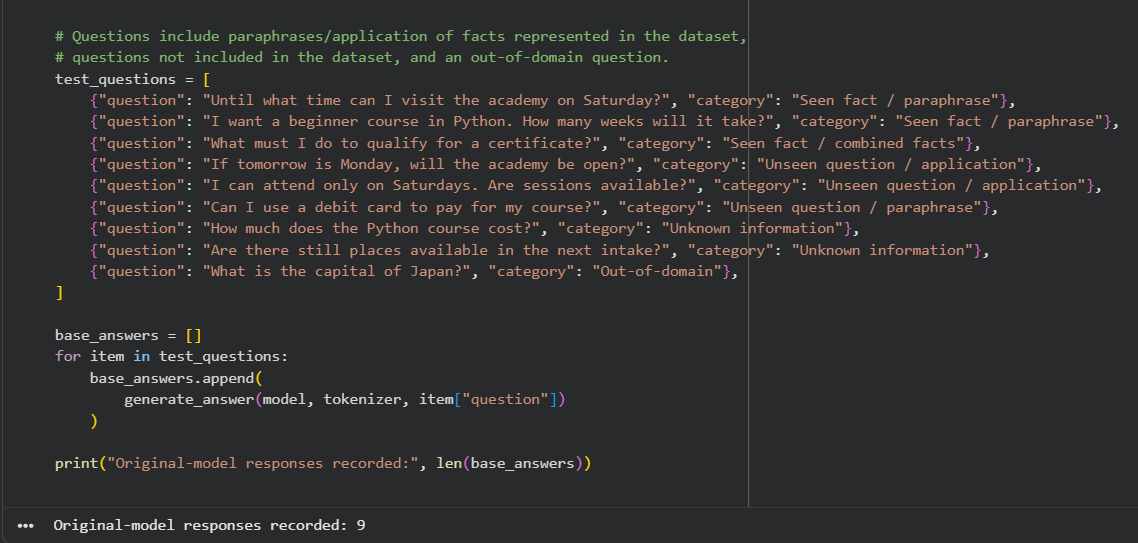 # Questions include paraphrases/application of facts represented in the dataset,
# questions not included in the dataset, and an out-of-domain question.
test_questions = [
    {"question": "Until what time can I visit the academy on Saturday?", "category": "Seen fact / paraphrase"},
    {"question": "I want a beginner course in Python. How many weeks will it take?", "category": "Seen fact / paraphrase"},
    {"question": "What must I do to qualify for a certificate?", "category": "Seen fact / combined facts"},
    {"question": "If tomorrow is Monday, will the academy be open?", "category": "Unseen question / application"},
    {"question": "I can attend only on Saturdays. Are sessions available?", "category": "Unseen question / application"},
    {"question": "Can I use a debit card to pay for my course?", "category": "Unseen question / paraphrase"},
    {"question": "How much does the Python course cost?", "category": "Unknown information"},
    {"question": "Are there still places available in the next intake?", "category": "Unknown information"},
    {"question": "What is the capital of Japan?", "category": "Out-of-domain"},
]
base_answers = []
for item in test_questions:
    base_answers.append(
        generate_answer(model, tokenizer, item["question"])
    )
print("Original-model responses recorded:", len(base_answers))
••• Original-model responses recorded: 9